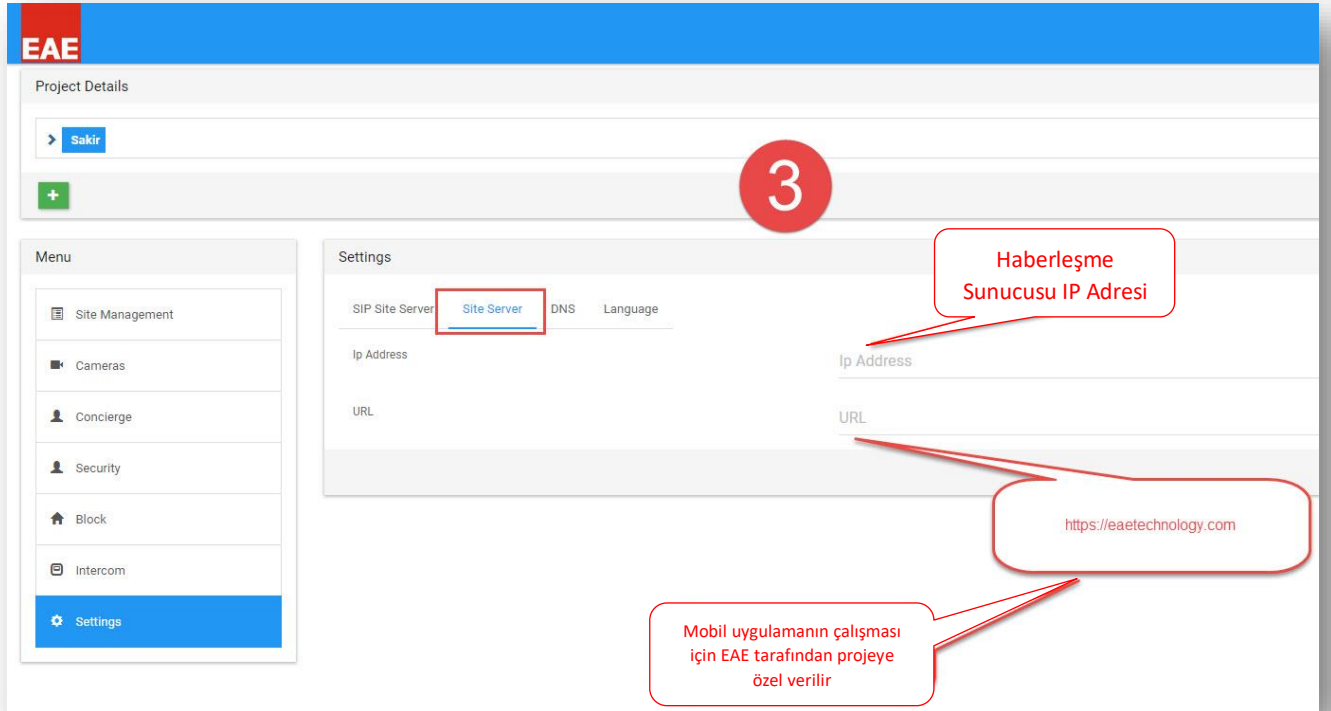 EAE
Project Details
Sakir
+
3
Menu
Site Management
Cameras
Concierge
Security
Block
Intercom
Settings
Settings
SIP Site Server
Site Server
DNS
Language
Ip Address
Ip Address
URL
URL
Haberleşme
Sunucusu IP Adresi
https://eaetechnology.com
Mobil uygulamanın çalışması
için EAE tarafından projeye
özel verilir